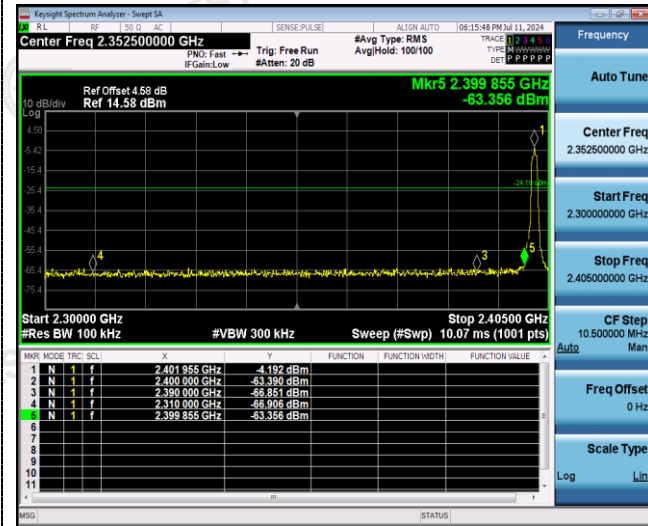 Keysight Spectrum Analyzer - Swept SA
RL RF 50 Ω AC SENSE:PULSE ALIGN AUTO 06:15:48 PM Jul 11, 2024
Center Freq 2.352500000 GHz #Avg Type: RMS TRACE 1 2 3 4 5 6
PNO: Fast Trig: Free Run Avg|Hold: 100/100 TYPE M W W W W W
IFGain:Low #Atten: 20 dB DET P P P P P P
Frequency
Auto Tune
Ref Offset 4.58 dB Mkr5 2.399 855 GHz
10 dB/div Ref 14.58 dBm -63.356 dBm
Log
4.58
-5.42
-15.4
-25.4
-35.4
-45.4
-55.4
-65.4
-75.4
1
-24.19 dBm
4
3
5
Start 2.30000 GHz Stop 2.40500 GHz
#Res BW 100 kHz #VBW 300 kHz Sweep (#Swp) 10.07 ms (1001 pts)
MKR MODE TRC SCL X Y FUNCTION FUNCTION WIDTH FUNCTION VALUE
1 N 1 f 2.401 955 GHz -4.192 dBm
2 N 1 f 2.400 000 GHz -63.390 dBm
3 N 1 f 2.390 000 GHz -66.851 dBm
4 N 1 f 2.310 000 GHz -66.906 dBm
5 N 1 f 2.399 855 GHz -63.356 dBm
6
7
8
9
10
11
Center Freq
2.352500000 GHz
Start Freq
2.300000000 GHz
Stop Freq
2.405000000 GHz
CF Step
10.500000 MHz
Auto Man
Freq Offset
0 Hz
Scale Type
Log Lin
MSG STATUS